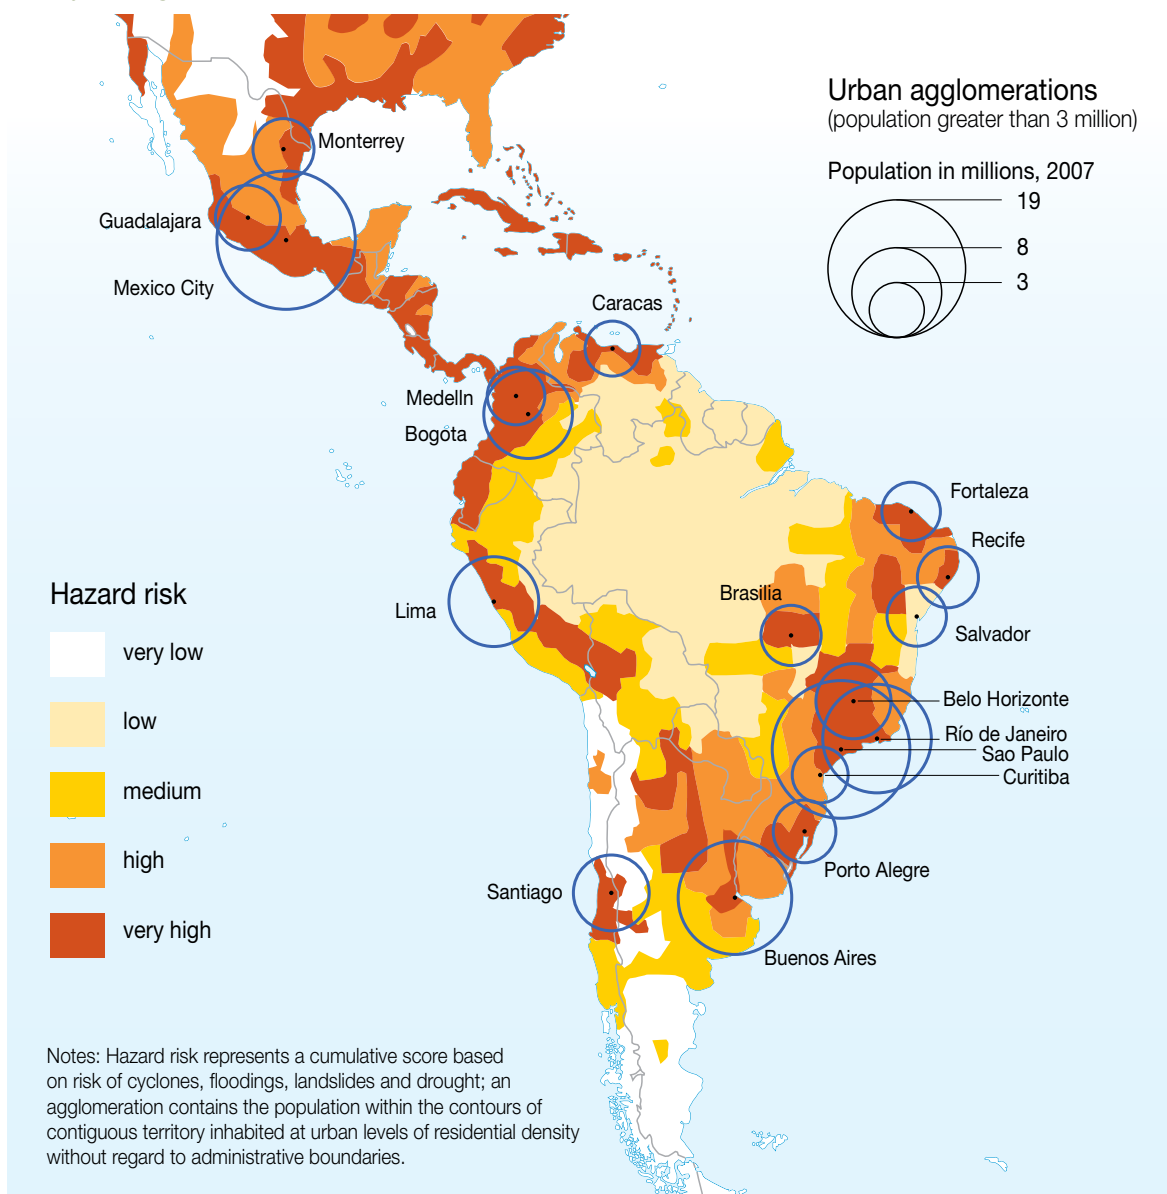 Urban agglomerations
(population greater than 3 million)
Population in millions, 2007
19
8
3
Monterrey
Guadalajara
Mexico City
Caracas
Medelln
Bogota
Fortaleza
Recife
Brasilia
Lima
Salvador
Belo Horizonte
Río de Janeiro
Sao Paulo
Curitiba
Porto Alegre
Santiago
Buenos Aires
Hazard risk
very low
low
medium
high
very high
Notes: Hazard risk represents a cumulative score based
on risk of cyclones, floodings, landslides and drought; an
agglomeration contains the population within the contours of
contiguous territory inhabited at urban levels of residential density
without regard to administrative boundaries.